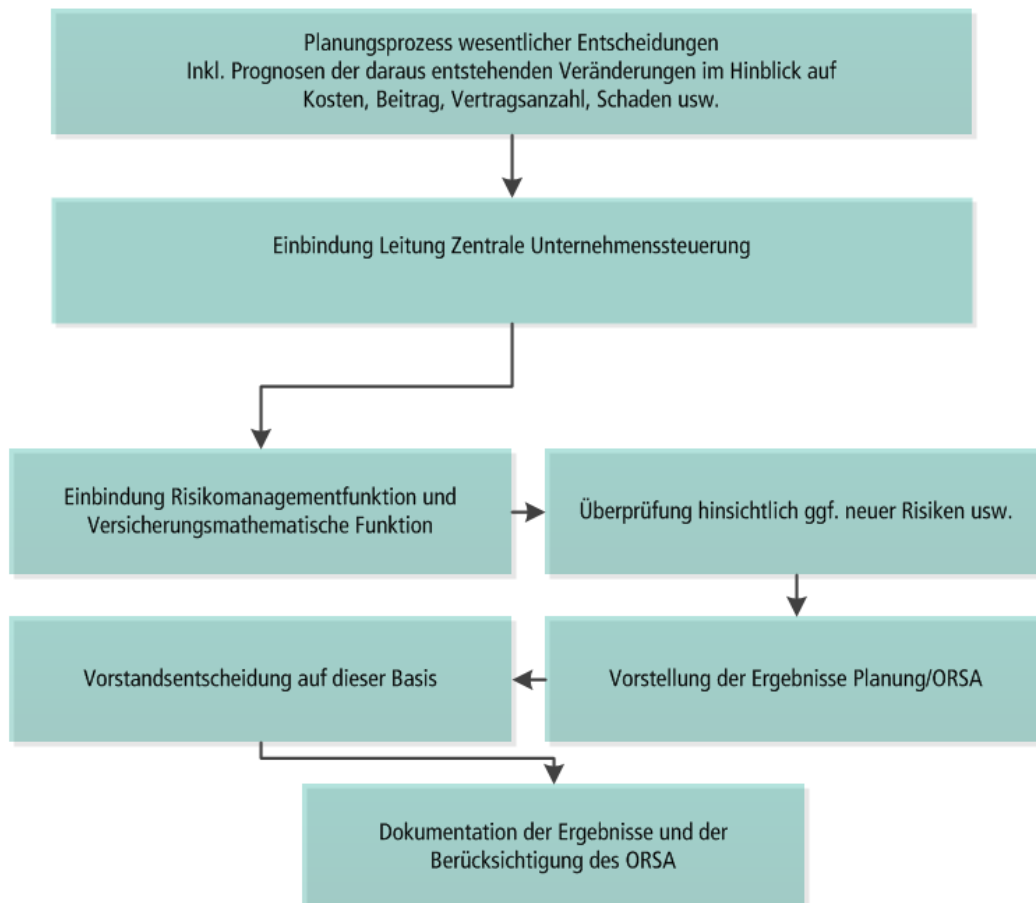 Planungsprozess wesentlicher Entscheidungen
Inkl. Prognosen der daraus entstehenden Veränderungen im Hinblick auf
Kosten, Beitrag, Vertragsanzahl, Schaden usw.
Einbindung Leitung Zentrale Unternehmenssteuerung
Einbindung Risikomanagementfunktion und
Versicherungsmathematische Funktion
Überprüfung hinsichtlich ggf. neuer Risiken usw.
Vorstellung der Ergebnisse Planung/ORSA
Vorstandsentscheidung auf dieser Basis
Dokumentation der Ergebnisse und der
Berücksichtigung des ORSA